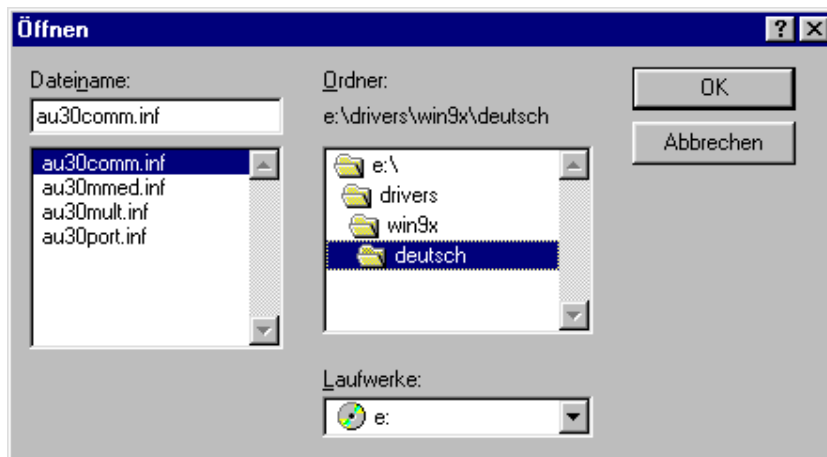 Öffnen
Dateiname:
au30comm.inf
au30comm.inf
au30mmed.inf
au30mult.inf
au30port.inf
Ordner:
e:\drivers\win9x\deutsch
e:\
drivers
win9x
deutsch
Laufwerke:
e:
OK
Abbrechen